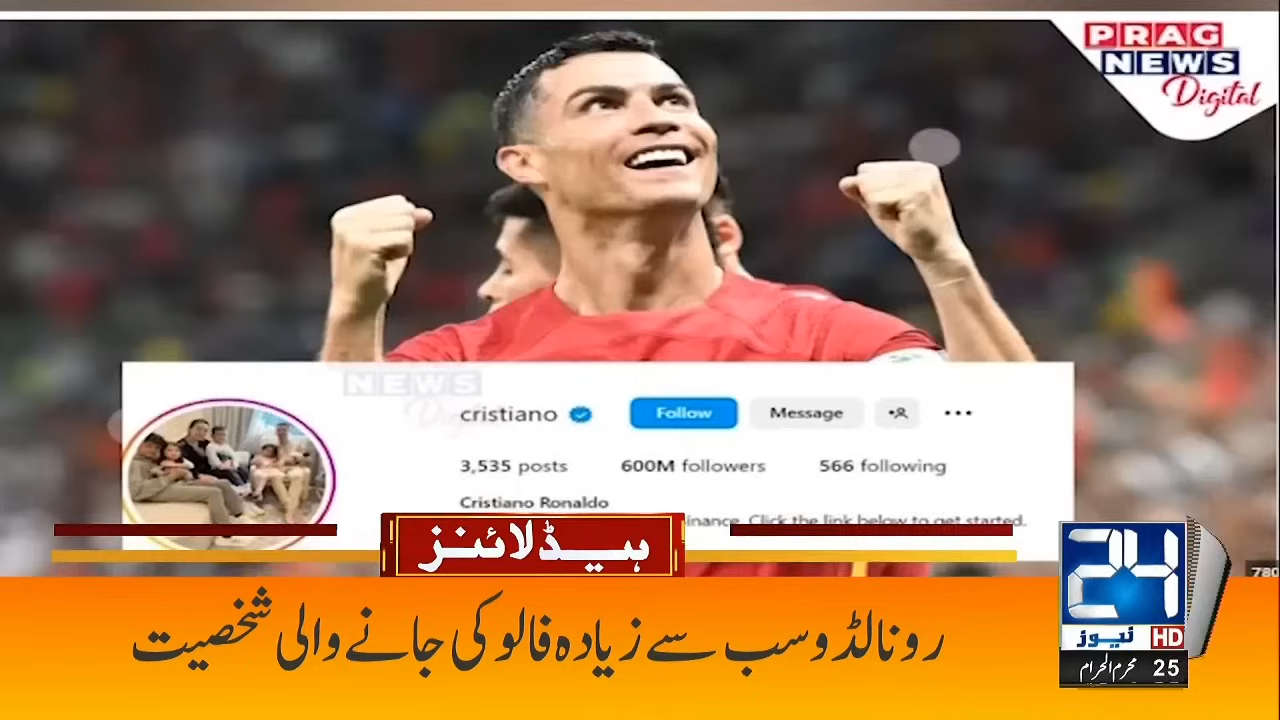 PRAG
NEWS
Digital
NEWS
cristiano
Follow
Message
3,535 posts 600M followers 566 following
Cristiano Ronaldo
inance. Click the link below to get started.
ہیڈلائنز
رونالڈو سب سے زیادہ فالو کی جانے والی شخصیت
24
نیوز HD
25 محرم الحرام
780